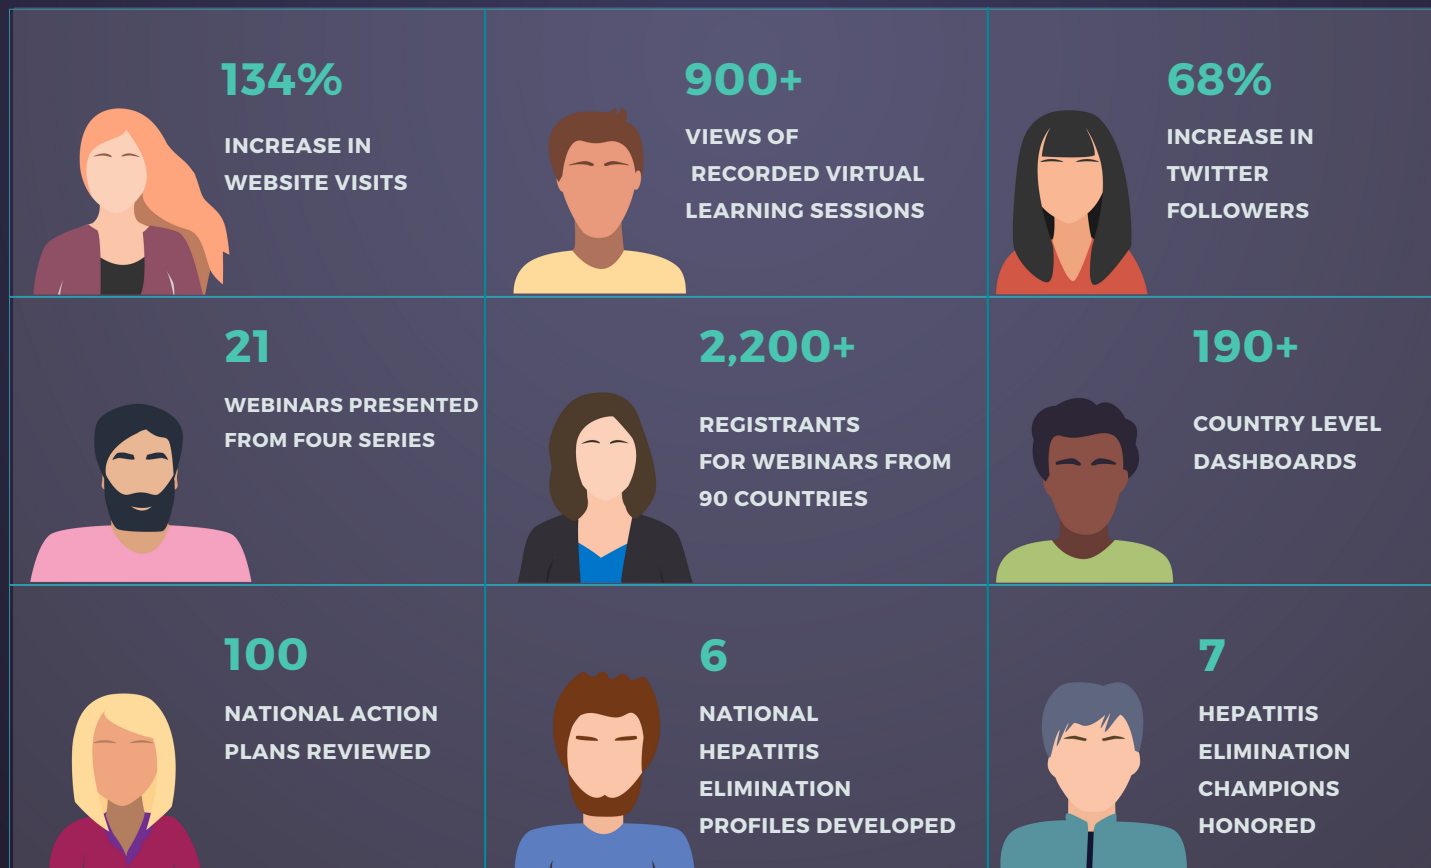 134%
INCREASE IN
WEBSITE VISITS
900+
VIEWS OF
RECORDED VIRTUAL
LEARNING SESSIONS
68%
INCREASE IN
TWITTER
FOLLOWERS
21
WEBINARS PRESENTED
FROM FOUR SERIES
2,200+
REGISTRANTS
FOR WEBINARS FROM
90 COUNTRIES
190+
COUNTRY LEVEL
DASHBOARDS
100
NATIONAL ACTION
PLANS REVIEWED
6
NATIONAL
HEPATITIS
ELIMINATION
PROFILES DEVELOPED
7
HEPATITIS
ELIMINATION
CHAMPIONS
HONORED